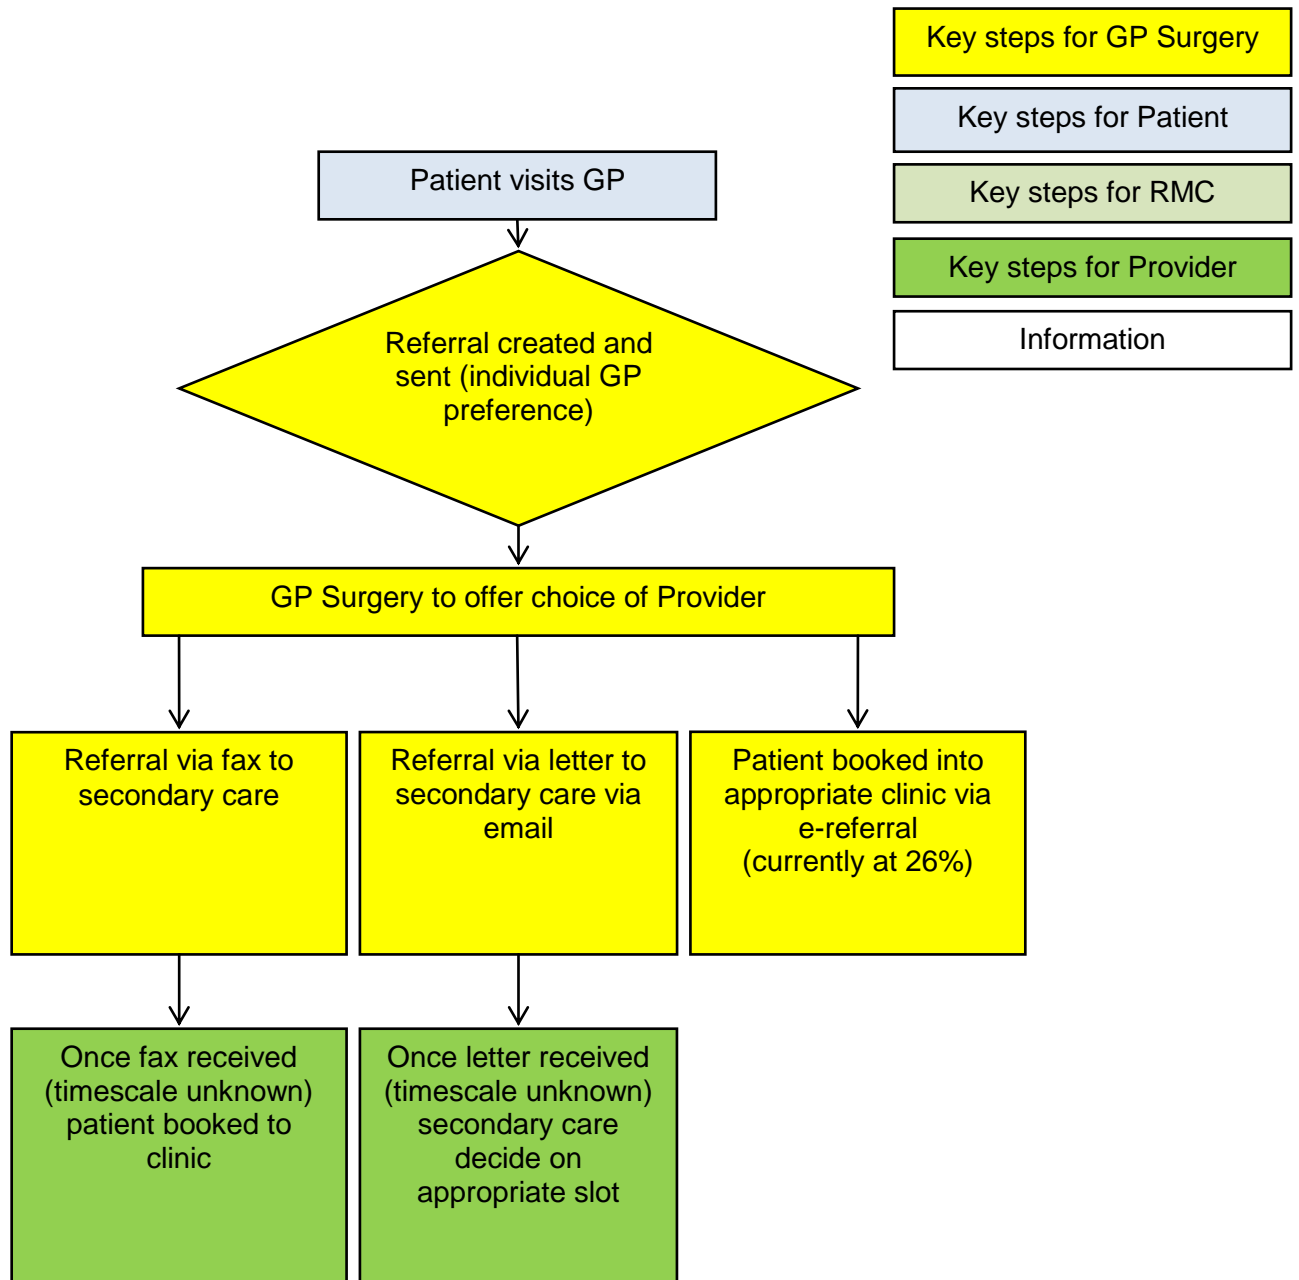 Key steps for GP Surgery
Key steps for Patient
Key steps for RMC
Key steps for Provider
Information
Patient visits GP
Referral created and
sent (individual GP
preference)
GP Surgery to offer choice of Provider
Referral via fax to
secondary care
Referral via letter to
secondary care via
email
Patient booked into
appropriate clinic via
e-referral
(currently at 26%)
Once fax received
(timescale unknown)
patient booked to
clinic
Once letter received
(timescale unknown)
secondary care
decide on
appropriate slot